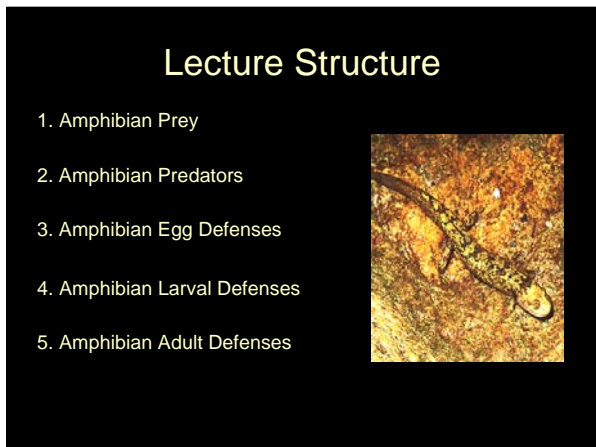 Lecture Structure
1. Amphibian Prey
2. Amphibian Predators
3. Amphibian Egg Defenses
4. Amphibian Larval Defenses
5. Amphibian Adult Defenses